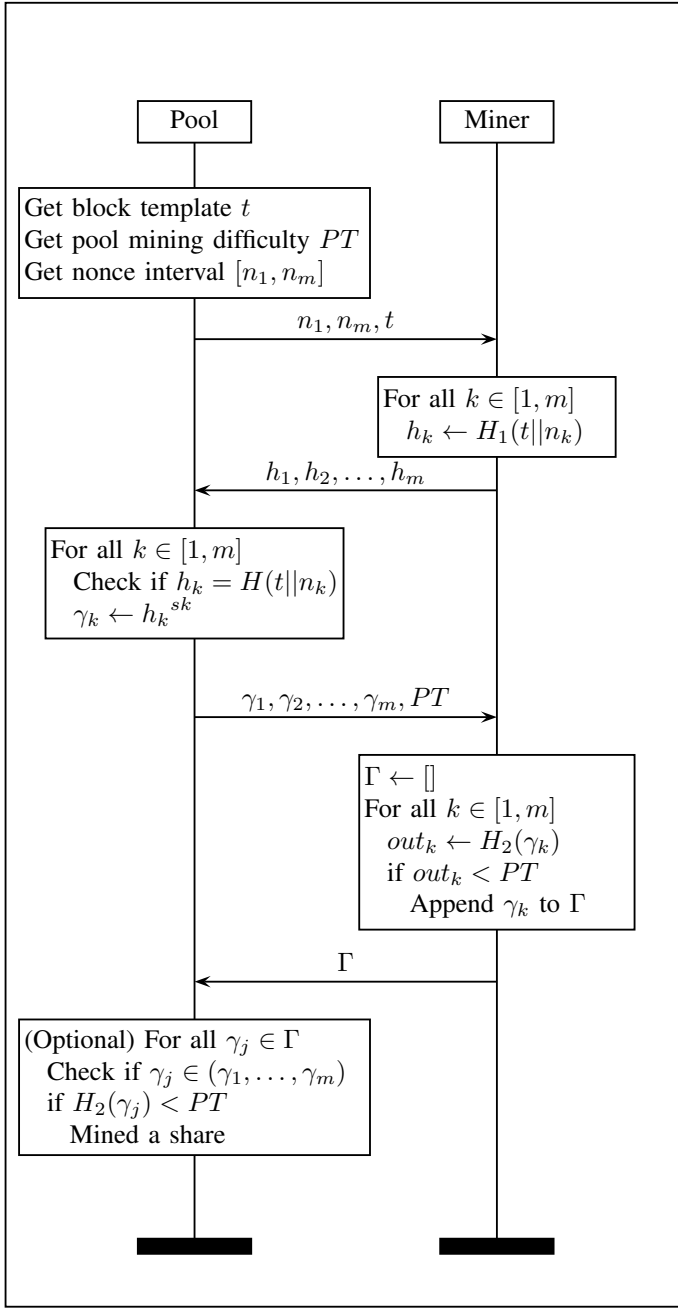 Pool
Miner
Get block template t
Get pool mining difficulty PT
Get nonce interval [n₁, nₘ]
n₁, nₘ, t
For all k ∈ [1, m]
hₖ ← H₁(t||nₖ)
h₁, h₂, . . . , hₘ
For all k ∈ [1, m]
Check if hₖ = H(t||nₖ)
γₖ ← hₖˢᵏ
γ₁, γ₂, . . . , γₘ, PT
Γ ← []
For all k ∈ [1, m]
outₖ ← H₂(γₖ)
if outₖ < PT
Append γₖ to Γ
Γ
(Optional) For all γⱼ ∈ Γ
Check if γⱼ ∈ (γ₁, . . . , γₘ)
if H₂(γⱼ) < PT
Mined a share